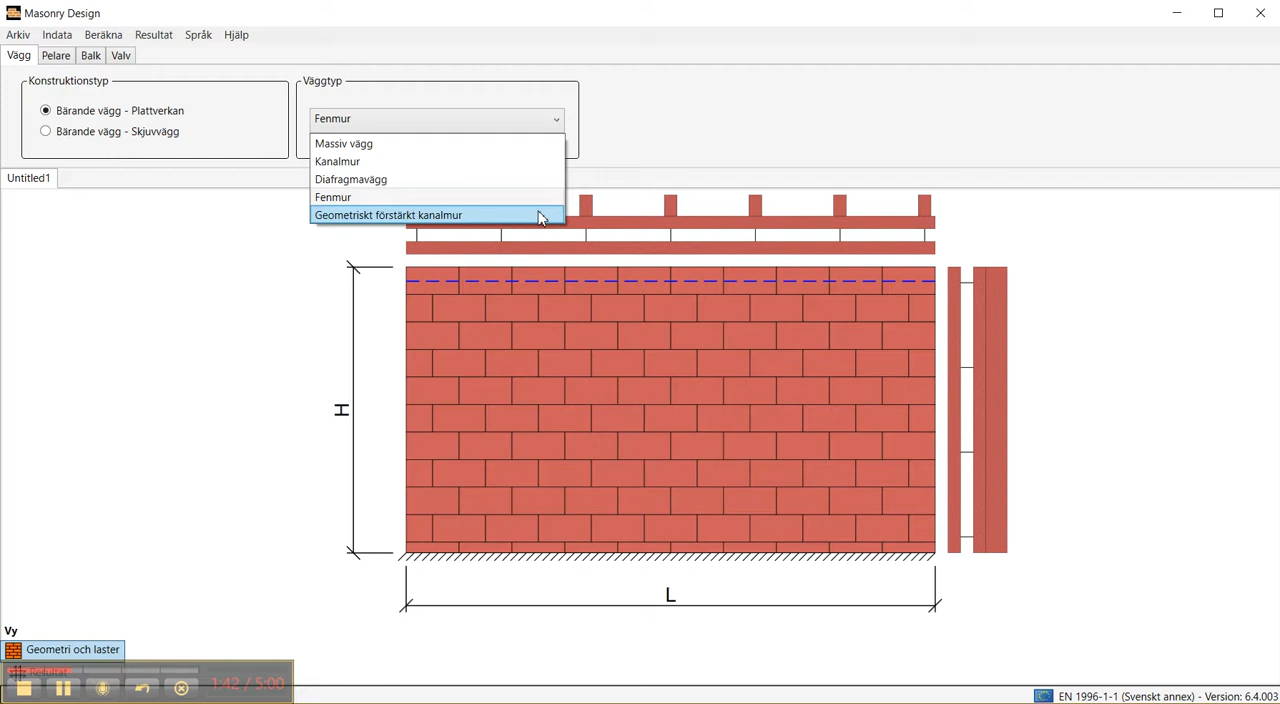 Masonry Design
Arkiv Indata Beräkna Resultat Språk Hjälp
Vägg Pelare Balk Valv
Konstruktionstyp
Bärande vägg - Plattverkan
Bärande vägg - Skjuvvägg
Väggtyp
Fenmur
Massiv vägg
Kanalmur
Diafragmavägg
Fenmur
Geometriskt förstärkt kanalmur
Untitled1
H
L
Vy
Geometri och laster
Resultat
1:42 / 5:00
EN 1996-1-1 (Svenskt annex) - Version: 6.4.003